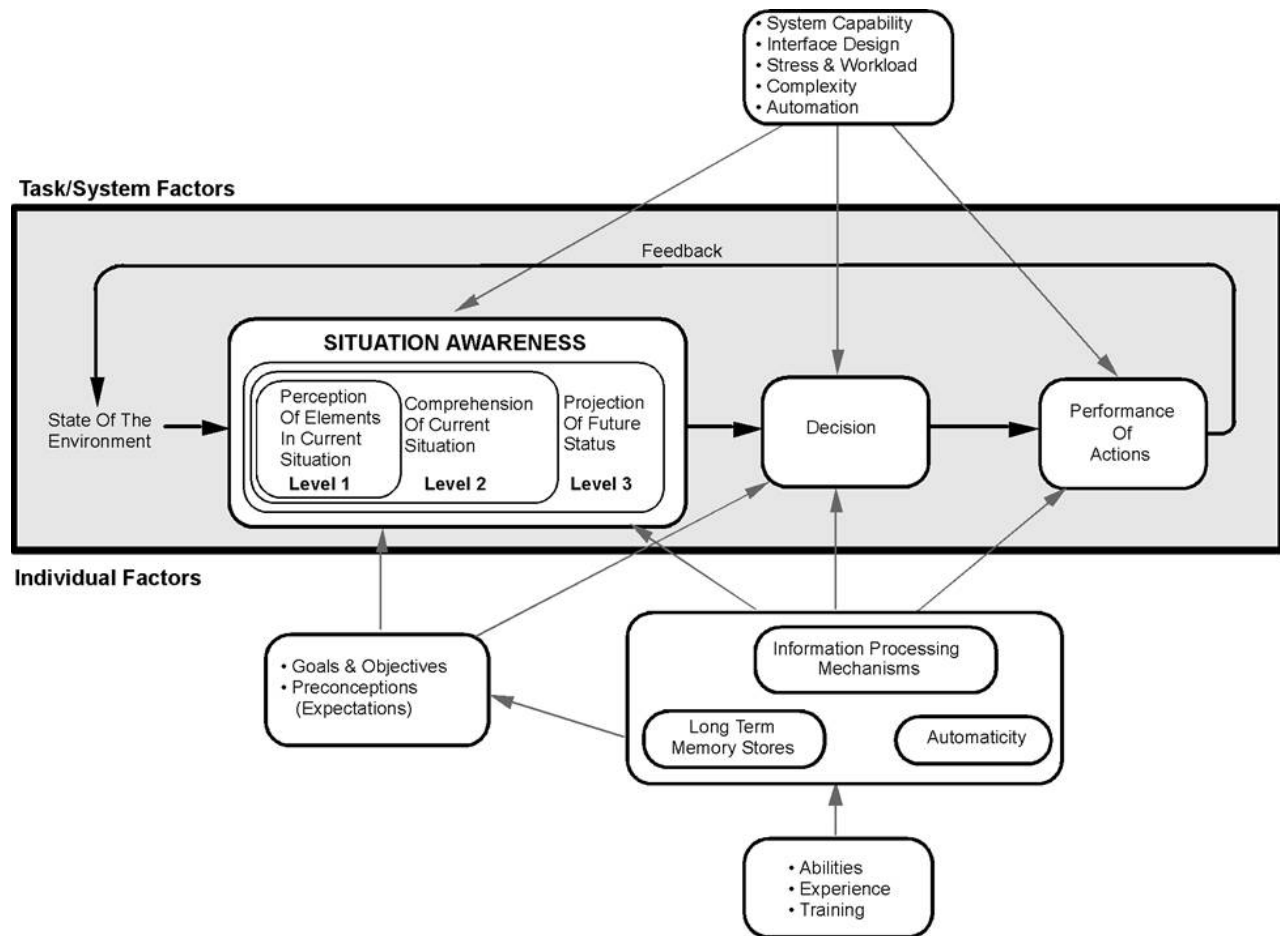 • System Capability
• Interface Design
• Stress & Workload
• Complexity
• Automation
Task/System Factors
Feedback
SITUATION AWARENESS
State Of The
Environment
Perception
Of Elements
In Current
Situation
Level 1
Comprehension
Of Current
Situation
Level 2
Projection
Of Future
Status
Level 3
Decision
Performance
Of
Actions
Individual Factors
• Goals & Objectives
• Preconceptions
(Expectations)
Information Processing
Mechanisms
Long Term
Memory Stores
Automaticity
• Abilities
• Experience
• Training